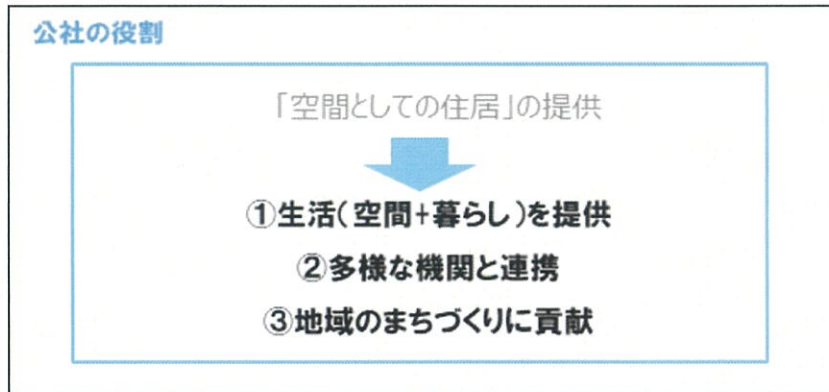 公社の役割
「空間としての住居」の提供
①生活(空間+暮らし)を提供
②多様な機関と連携
③地域のまちづくりに貢献